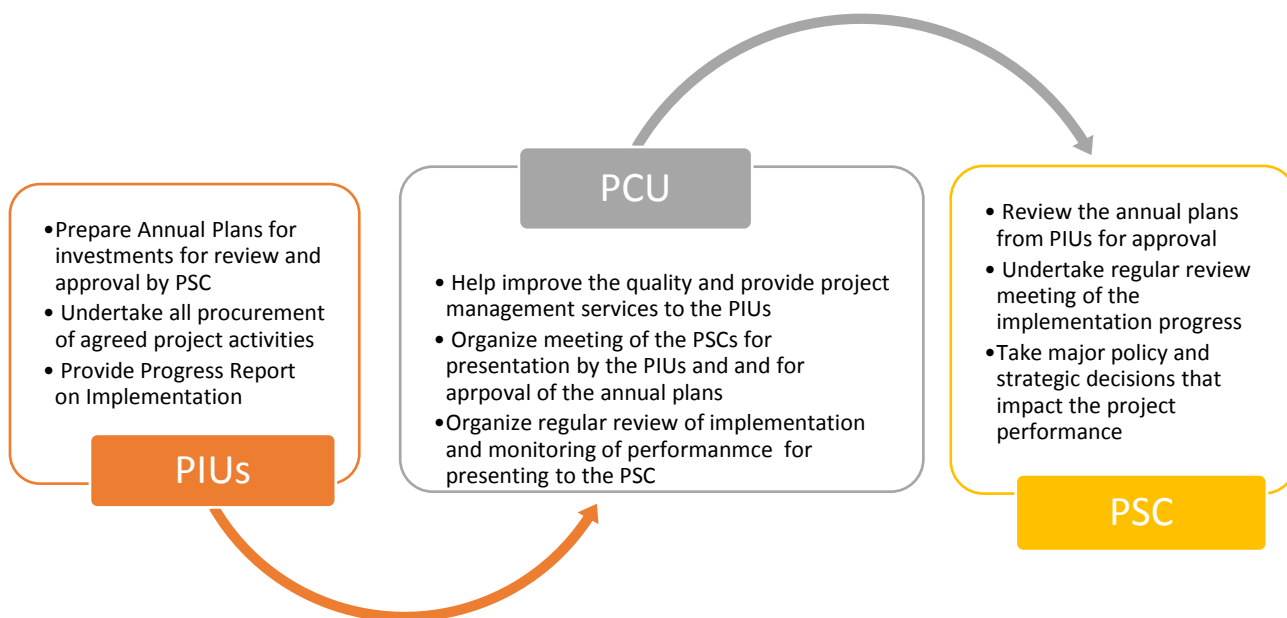 •Prepare Annual Plans for
investments for review and
approval by PSC
• Undertake all procurement
of agreed project activities
• Provide Progress Report
on Implementation
PIUs
PCU
• Help improve the quality and provide project
management services to the PIUs
• Organize meeting of the PSCs for
presentation by the PIUs and and for
aprpoval of the annual plans
•Organize regular review of implementation
and monitoring of performanmce for
presenting to the PSC
• Review the annual plans
from PIUs for approval
• Undertake regular review
meeting of the
implementation progress
•Take major policy and
strategic decisions that
impact the project
performance
PSC